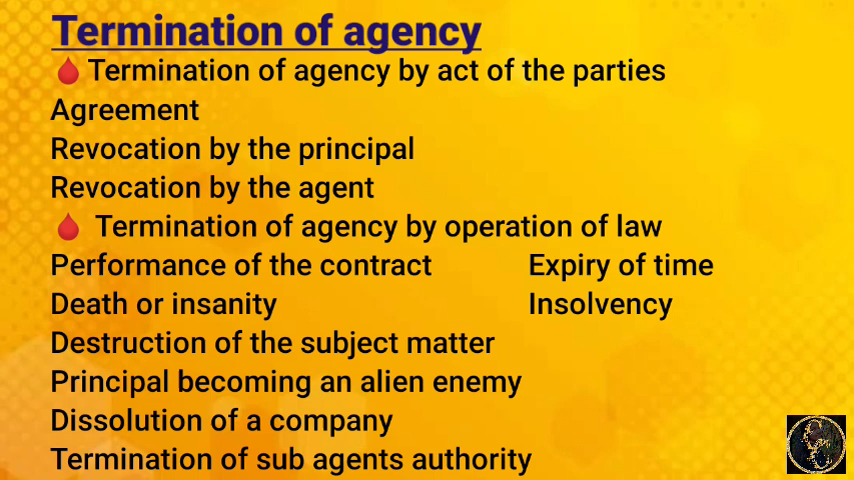 Termination of agency
Termination of agency by act of the parties
Agreement
Revocation by the principal
Revocation by the agent
Termination of agency by operation of law
Performance of the contract Expiry of time
Death or insanity Insolvency
Destruction of the subject matter
Principal becoming an alien enemy
Dissolution of a company
Termination of sub agents authority